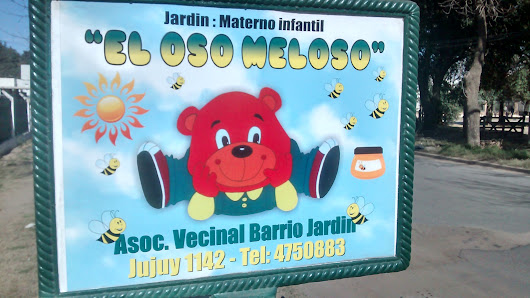 Jardin : Materno infantil
"EL OSO MELOSO"
Asoc. Vecinal Barrio Jardin
Jujuy 1142 - Tel: 4750883